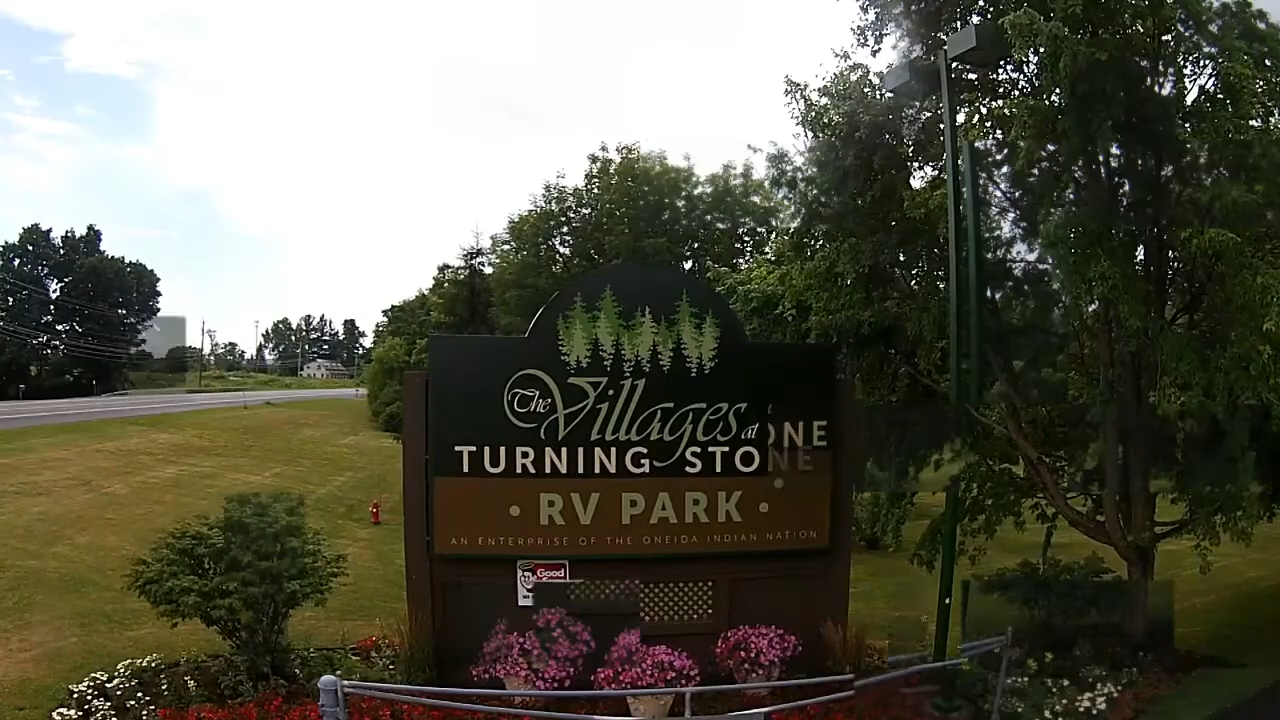 The Villages at
TURNING STONE
• RV PARK •
AN ENTERPRISE OF THE ONEIDA INDIAN NATION
Good